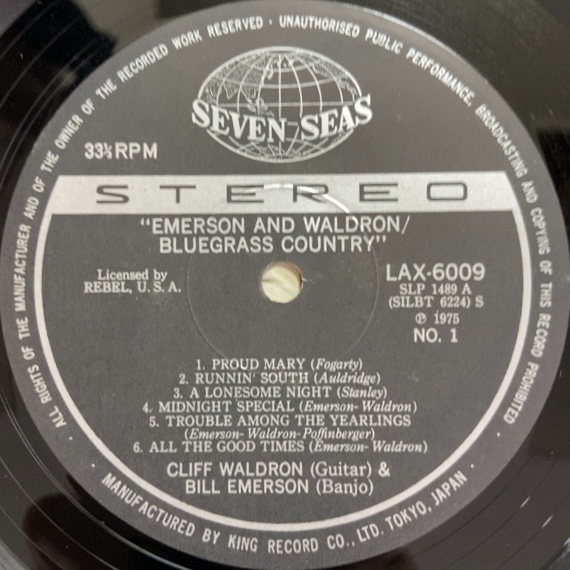 ALL RIGHTS OF THE MANUFACTURER AND OF THE OWNER OF THE RECORDED WORK RESERVED · UNAUTHORISED PUBLIC PERFORMANCE, BROADCASTING AND COPYING OF THIS RECORD PROHIBITED
SEVEN SEAS
33⅓RPM
STEREO
"EMERSON AND WALDRON/
BLUEGRASS COUNTRY"
Licensed by
REBEL, U. S. A.
LAX-6009
SLP 1489 A
(SILBT 6224) S
℗ 1975
NO. 1
1. PROUD MARY (Fogarty)
2. RUNNIN' SOUTH (Auldridge)
3. A LONESOME NIGHT (Stanley)
4. MIDNIGHT SPECIAL (Emerson-Waldron)
5. TROUBLE AMONG THE YEARLINGS
(Emerson-Waldron-Poffinberger)
6. ALL THE GOOD TIMES (Emerson-Waldron)
CLIFF WALDRON (Guitar) &
BILL EMERSON (Banjo)
· MANUFACTURED BY KING RECORD CO., LTD. TOKYO, JAPAN ·